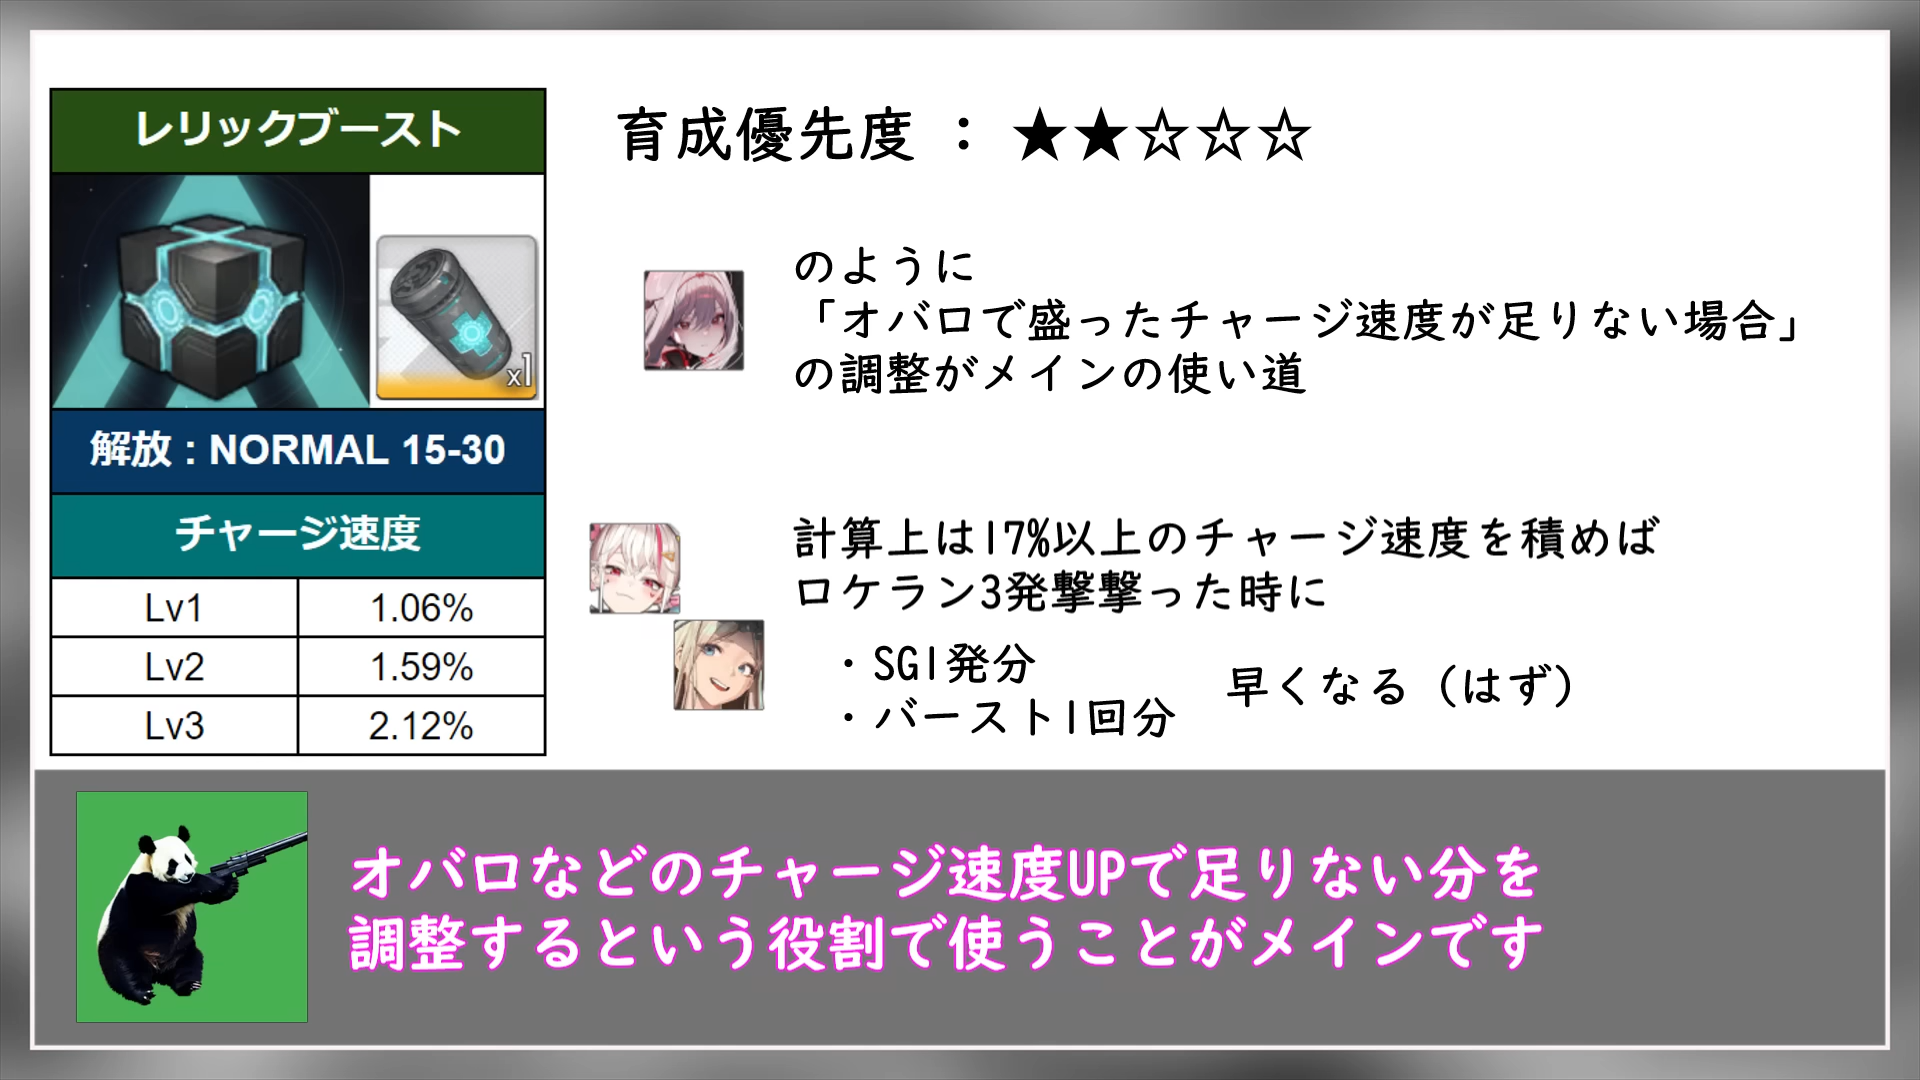 レリックブースト
x1
解放 : NORMAL 15-30
チャージ速度
Lv1 1.06%
Lv2 1.59%
Lv3 2.12%
育成優先度 : ★★☆☆☆
のように
「オバロで盛ったチャージ速度が足りない場合」
の調整がメインの使い道
計算上は17%以上のチャージ速度を積めば
ロケラン3発撃撃った時に
・SG1発分
・バースト1回分
早くなる（はず）
オバロなどのチャージ速度UPで足りない分を
調整するという役割で使うことがメインです